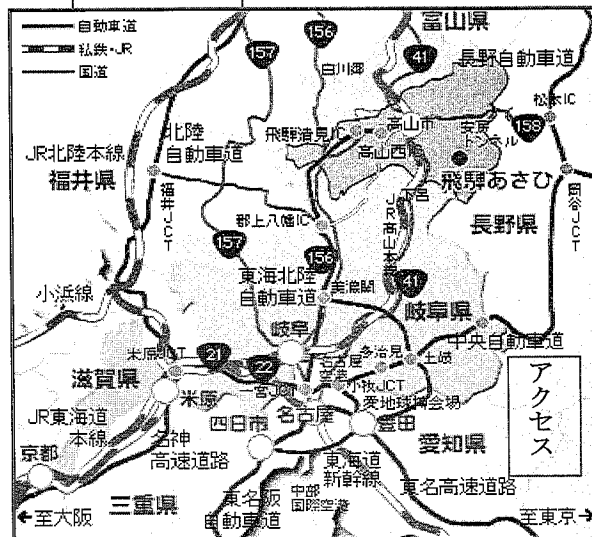 自動車道
私鉄・JR
国道
富山県
長野自動車道
157
156
41
白川郷
松本IC
158
北陸
自動車道
飛騨清見IC
高山市
安房
トンネル
高山西
JR北陸本線
福井県
飛騨あさひ
下呂
岡谷JCT
長野県
福井JCT
郡上八幡IC
JR高山本線
157
156
東海北陸
自動車道
美濃関
41
岐阜県
小浜線
岐阜
中央自動車道
米原JCT
21
22
名古屋
空港
多治見
土岐
滋賀県
米原
一宮JCT
小牧JCT
アクセス
JR東海道
本線
名神
高速道路
四日市
名古屋
愛地球博会場
豊田
愛知県
京都
東海道
新幹線
三重県
中部
国際空港
東名阪
自動車道
東名高速道路
←至大阪
至東京→